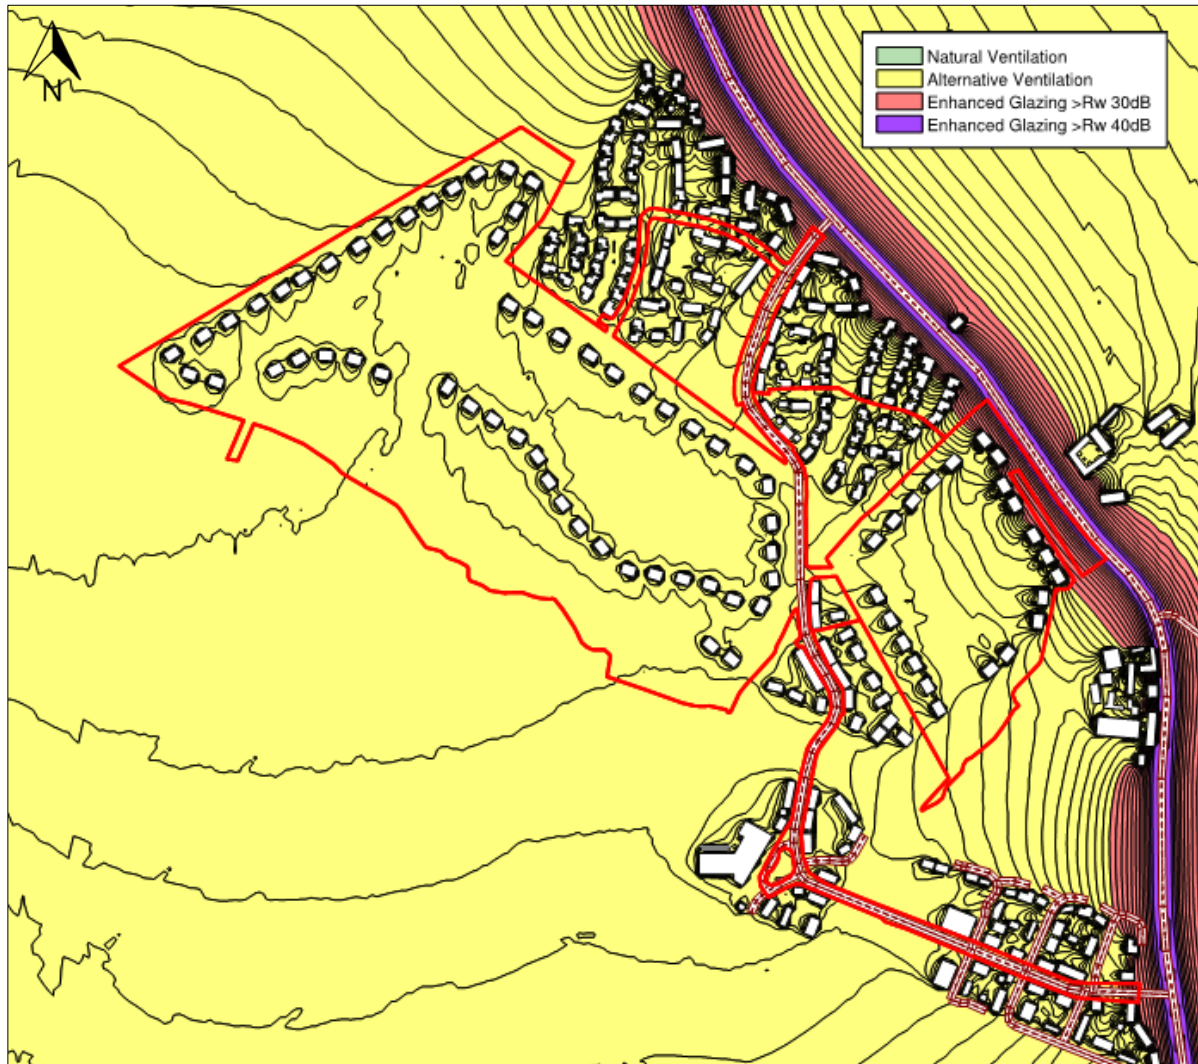 N
Natural Ventilation
Alternative Ventilation
Enhanced Glazing >Rw 30dB
Enhanced Glazing >Rw 40dB